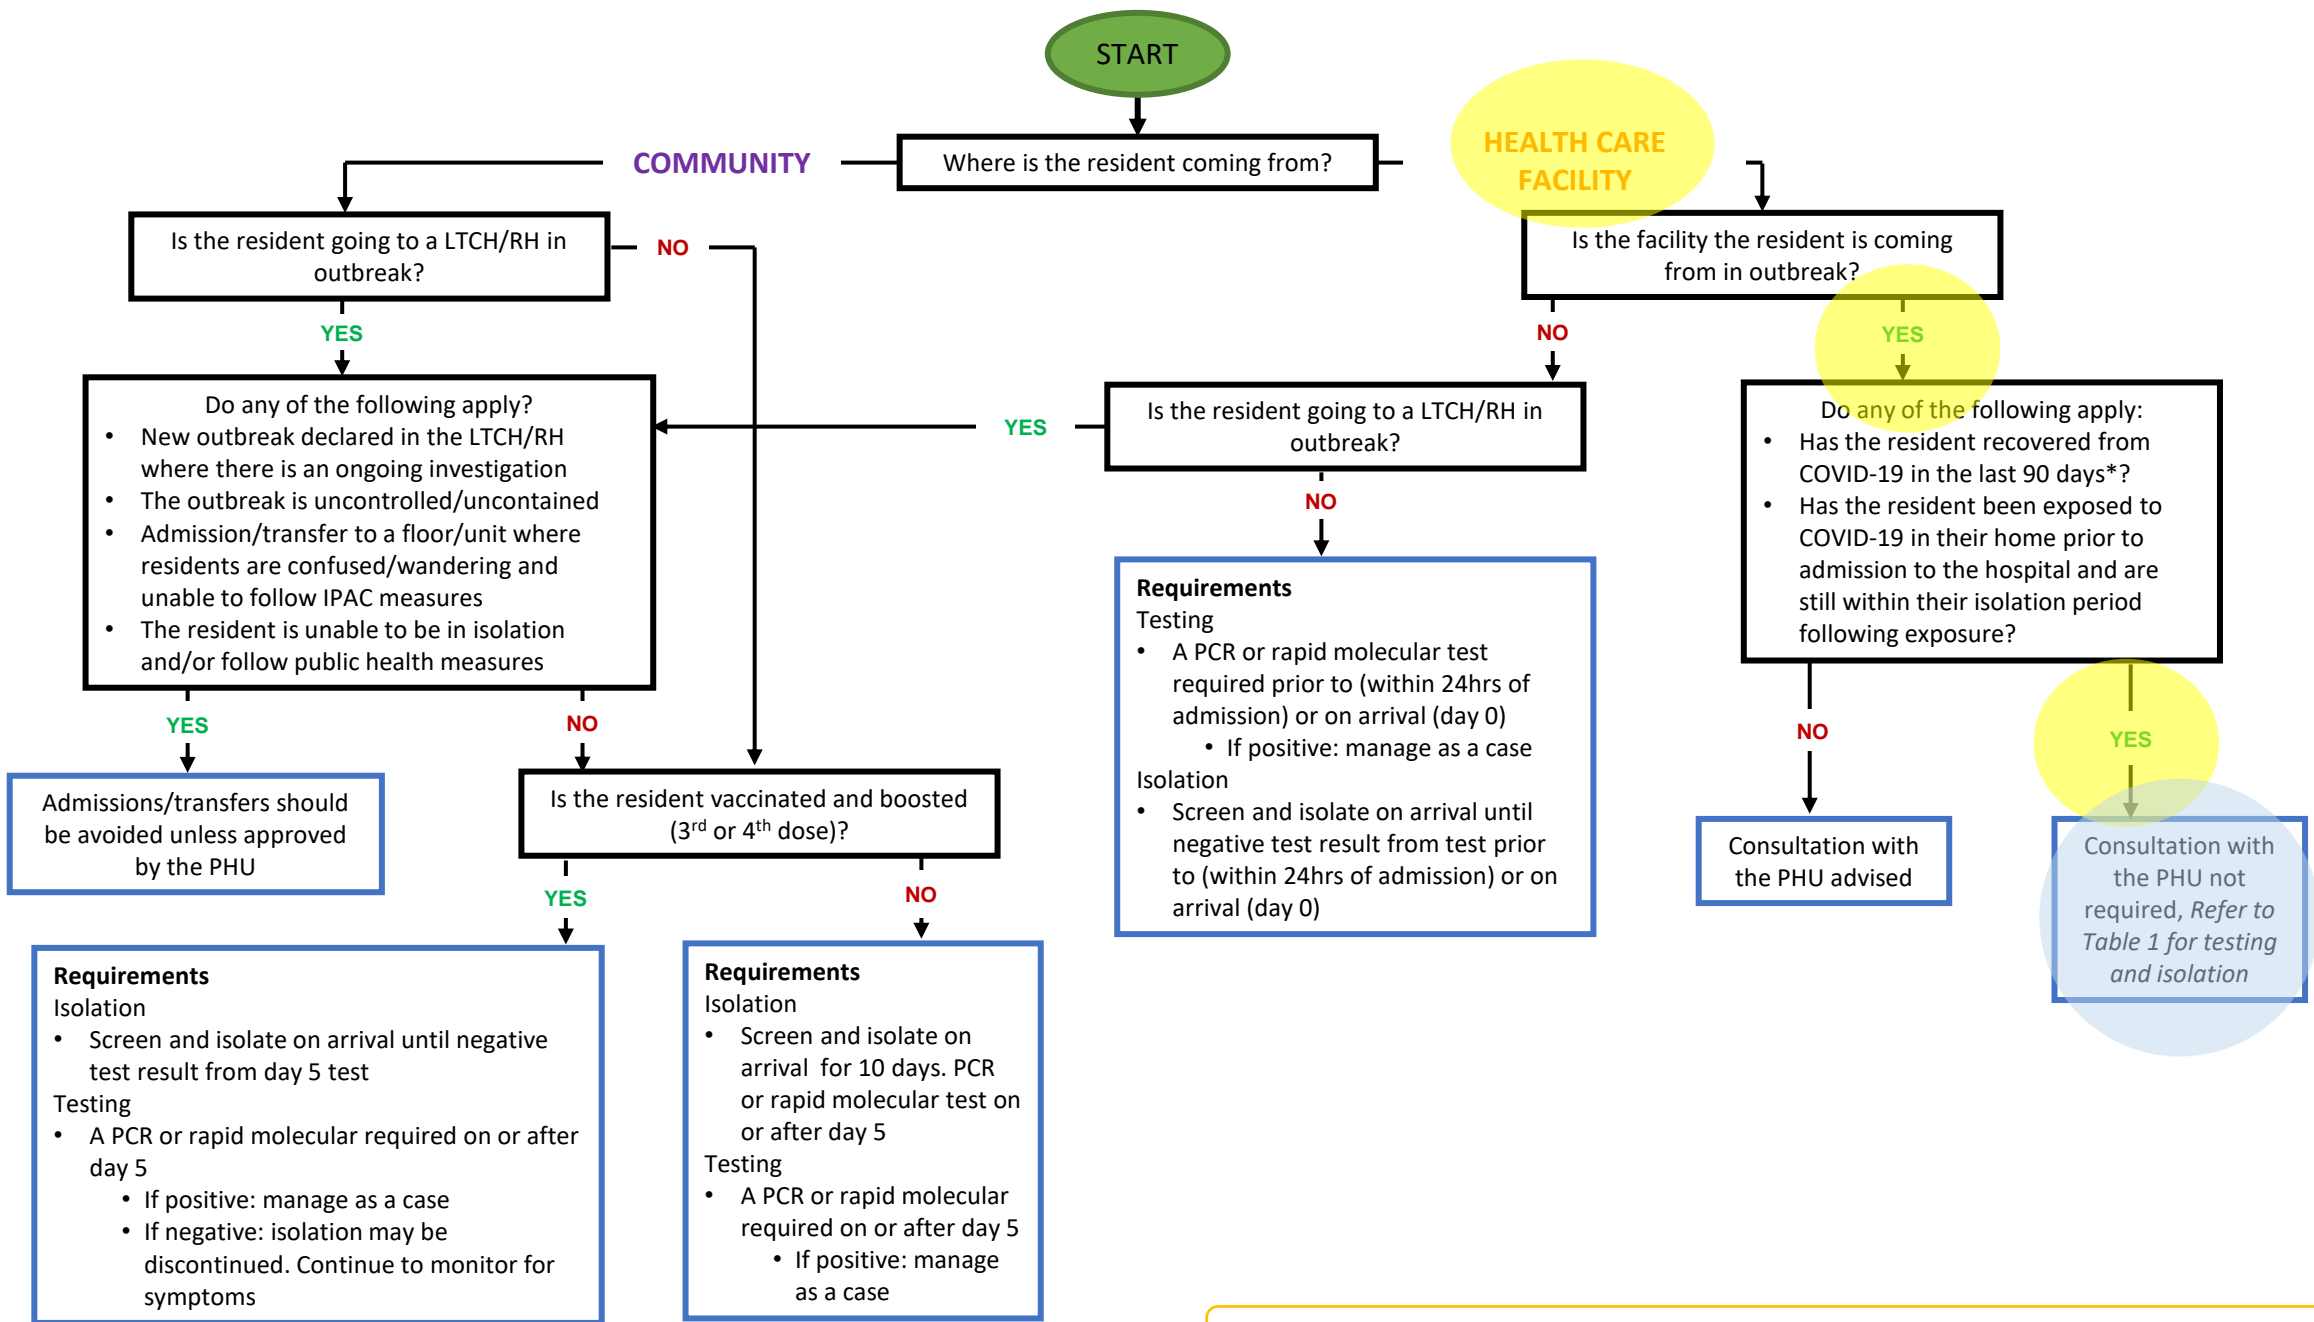 START
COMMUNITY
Where is the resident coming from?
HEALTH CARE
FACILITY
Is the resident going to a LTCH/RH in
outbreak?
NO
Is the facility the resident is coming
from in outbreak?
YES
NO
YES
Do any of the following apply?
• New outbreak declared in the LTCH/RH
where there is an ongoing investigation
• The outbreak is uncontrolled/uncontained
• Admission/transfer to a floor/unit where
residents are confused/wandering and
unable to follow IPAC measures
• The resident is unable to be in isolation
and/or follow public health measures
YES
Is the resident going to a LTCH/RH in
outbreak?
Do any of the following apply:
• Has the resident recovered from
COVID-19 in the last 90 days*?
• Has the resident been exposed to
COVID-19 in their home prior to
admission to the hospital and are
still within their isolation period
following exposure?
NO
Requirements
Testing
• A PCR or rapid molecular test
required prior to (within 24hrs of
admission) or on arrival (day 0)
• If positive: manage as a case
Isolation
• Screen and isolate on arrival until
negative test result from test prior
to (within 24hrs of admission) or on
arrival (day 0)
YES
NO
NO
YES
Admissions/transfers should
be avoided unless approved
by the PHU
Is the resident vaccinated and boosted
(3rd or 4th dose)?
Consultation with
the PHU advised
Consultation with
the PHU not
required, Refer to
Table 1 for testing
and isolation
YES
NO
Requirements
Isolation
• Screen and isolate on arrival until negative
test result from day 5 test
Testing
• A PCR or rapid molecular required on or after
day 5
• If positive: manage as a case
• If negative: isolation may be
discontinued. Continue to monitor for
symptoms
Requirements
Isolation
• Screen and isolate on
arrival  for 10 days. PCR
or rapid molecular test on
or after day 5
Testing
• A PCR or rapid molecular
required on or after day 5
• If positive: manage
as a case